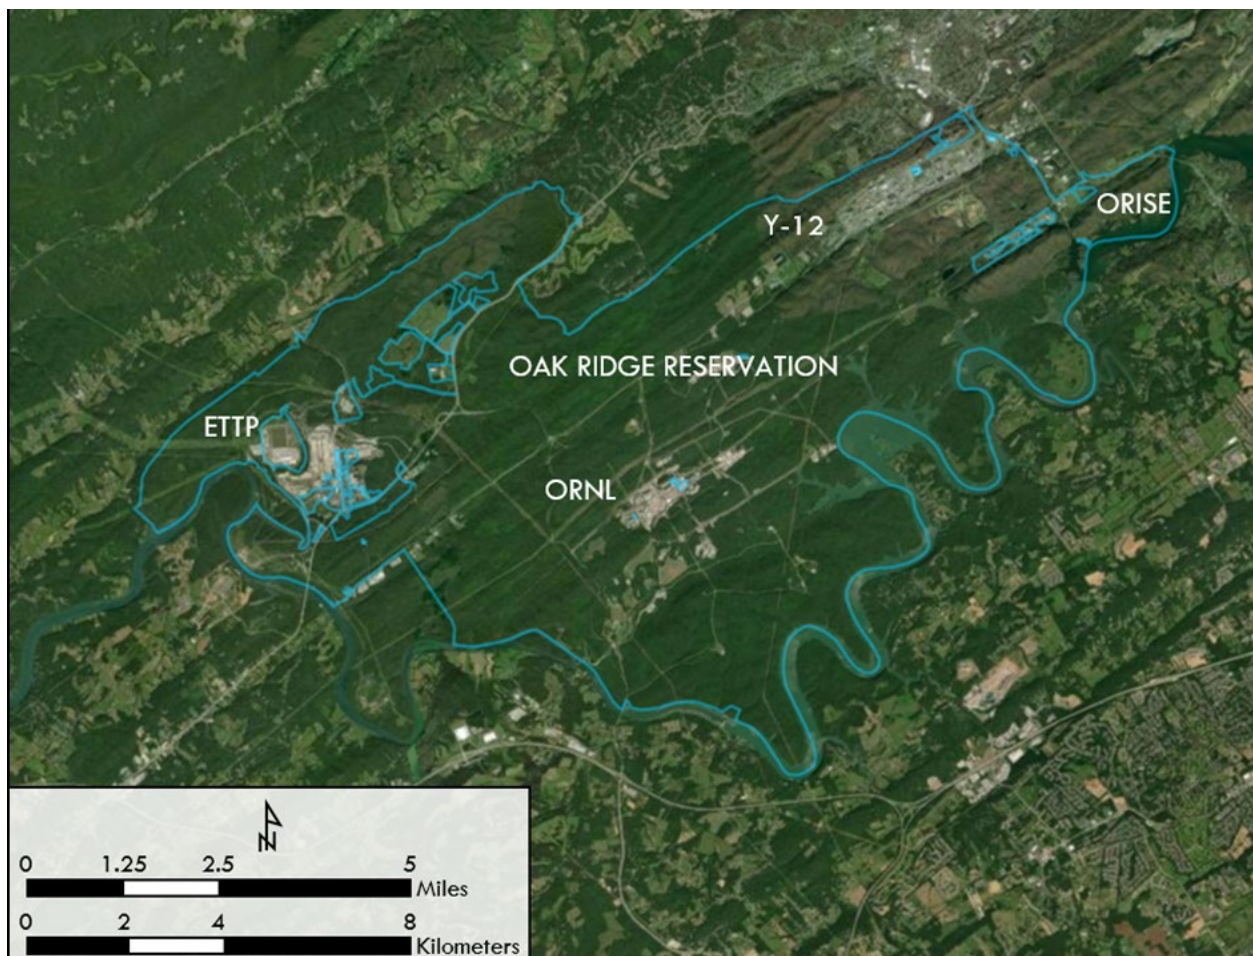 ORISE
Y-12
OAK RIDGE RESERVATION
ETTP
ORNL
N
0 1.25 2.5 5
Miles
0 2 4 8
Kilometers